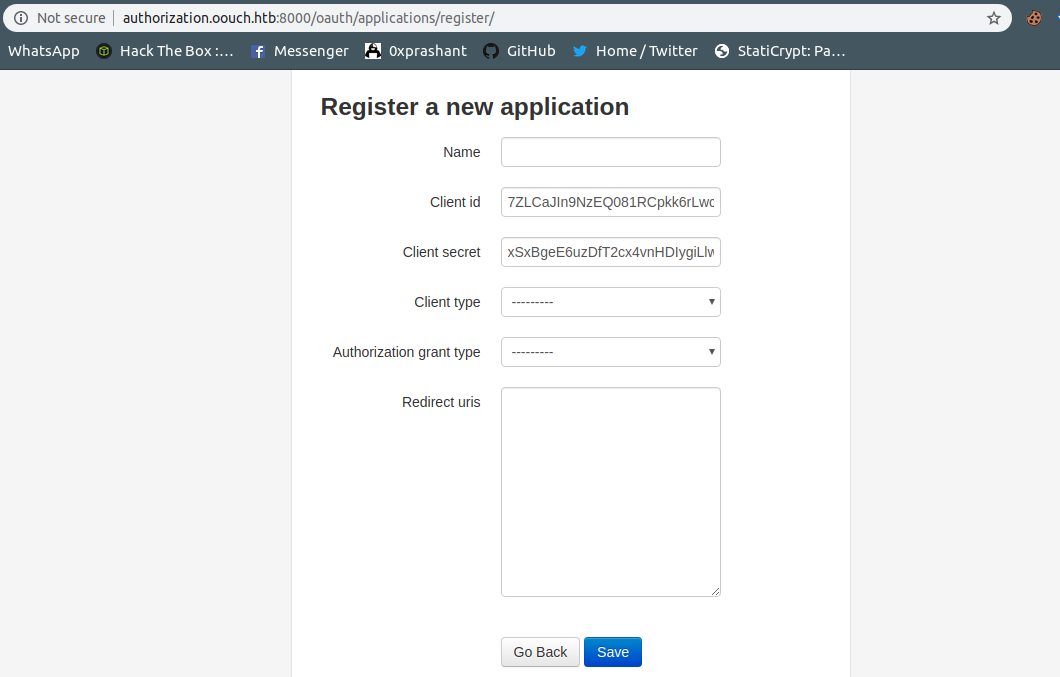 Not secure authorization.oouch.htb:8000/oauth/applications/register/
WhatsApp Hack The Box :... Messenger 0xprashant GitHub Home / Twitter StatiCrypt: Pa...
Register a new application
Name
Client id 7ZLCaJIn9NzEQ081RCpkk6rLwc
Client secret xSxBgeE6uzDfT2cx4vnHDIygiLlw
Client type ---------
Authorization grant type ---------
Redirect uris
Go Back Save